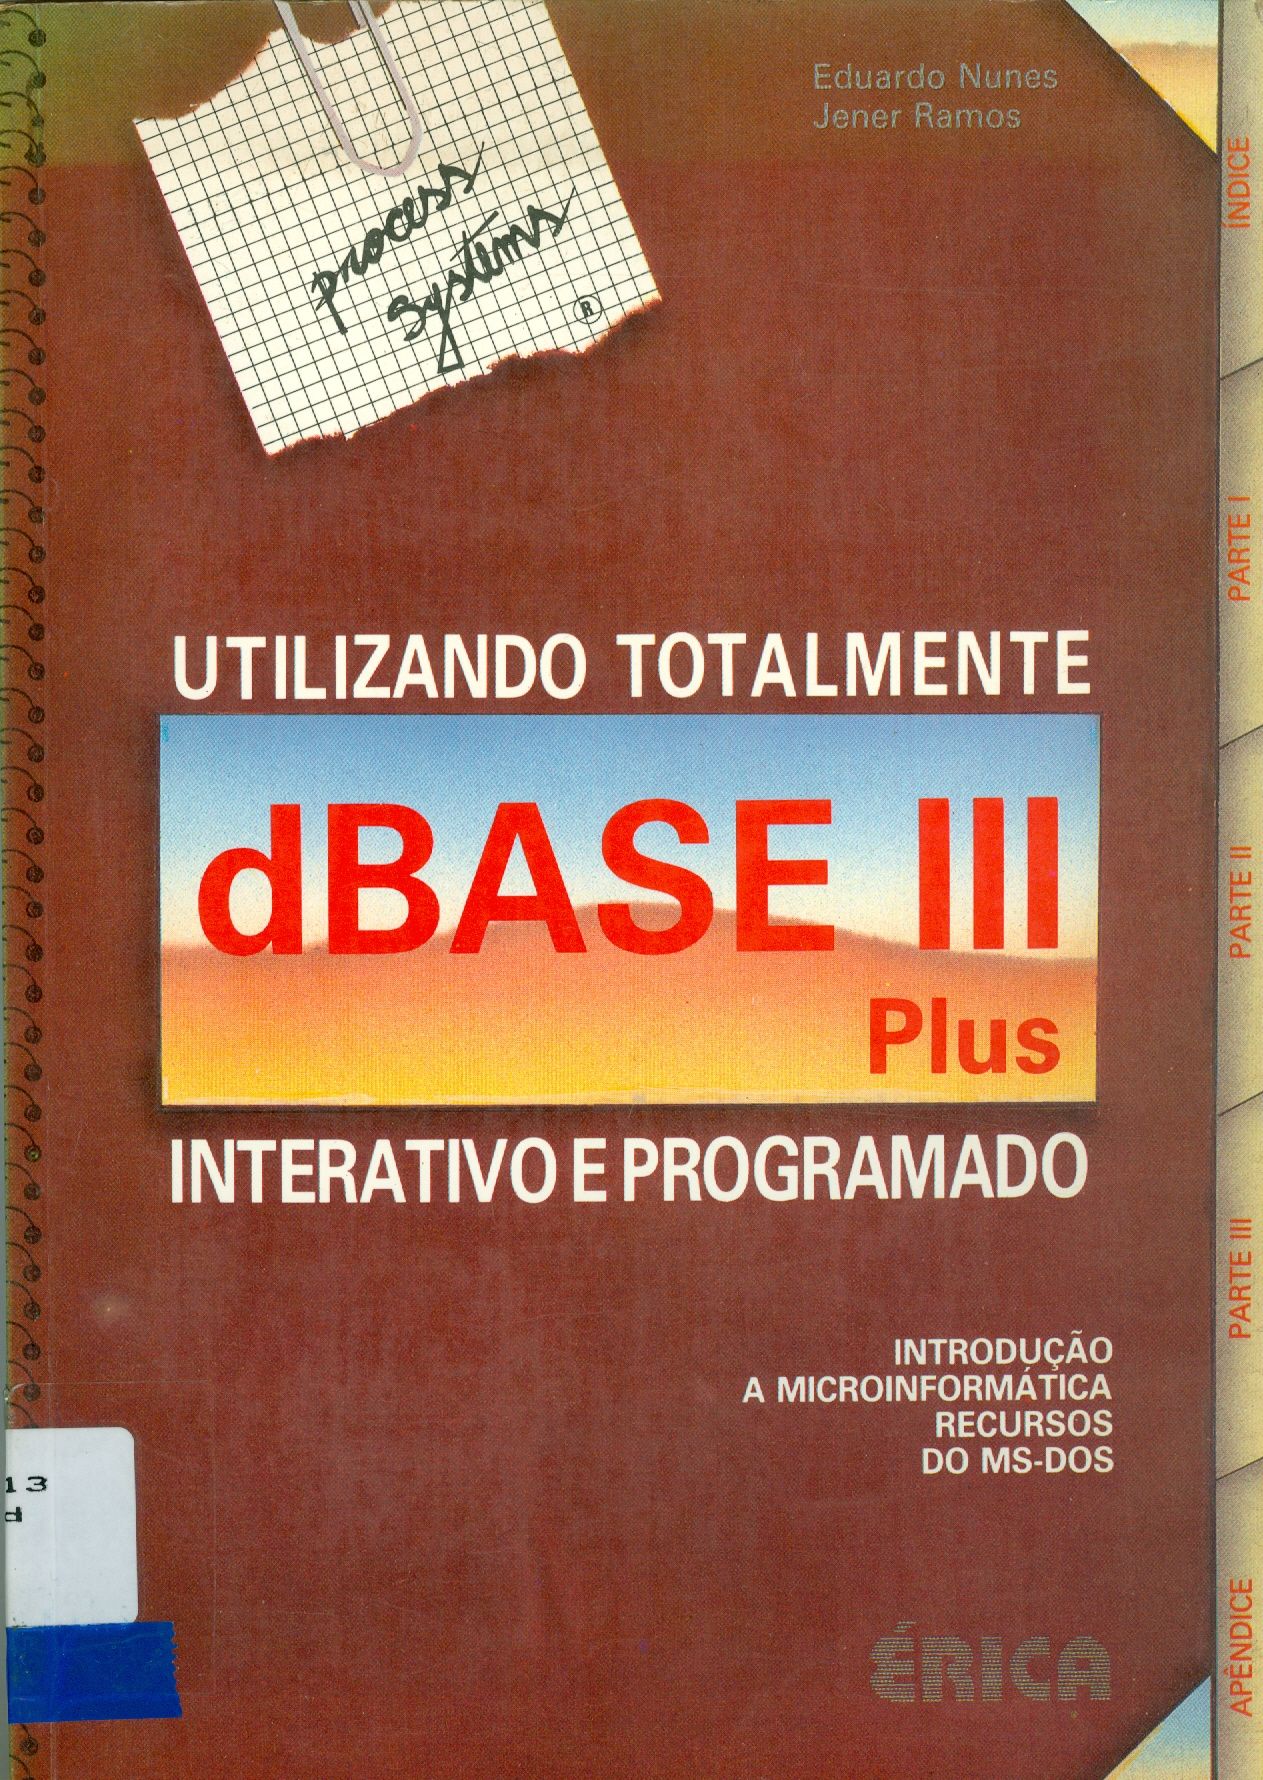 Eduardo Nunes
Jener Ramos
process
systems
®
UTILIZANDO TOTALMENTE
dBASE III
Plus
INTERATIVO E PROGRAMADO
INTRODUÇÃO
A MICROINFORMÁTICA
RECURSOS
DO MS-DOS
ÉRICA
ÍNDICE
PARTE I
PARTE II
PARTE III
APÊNDICE
13
d